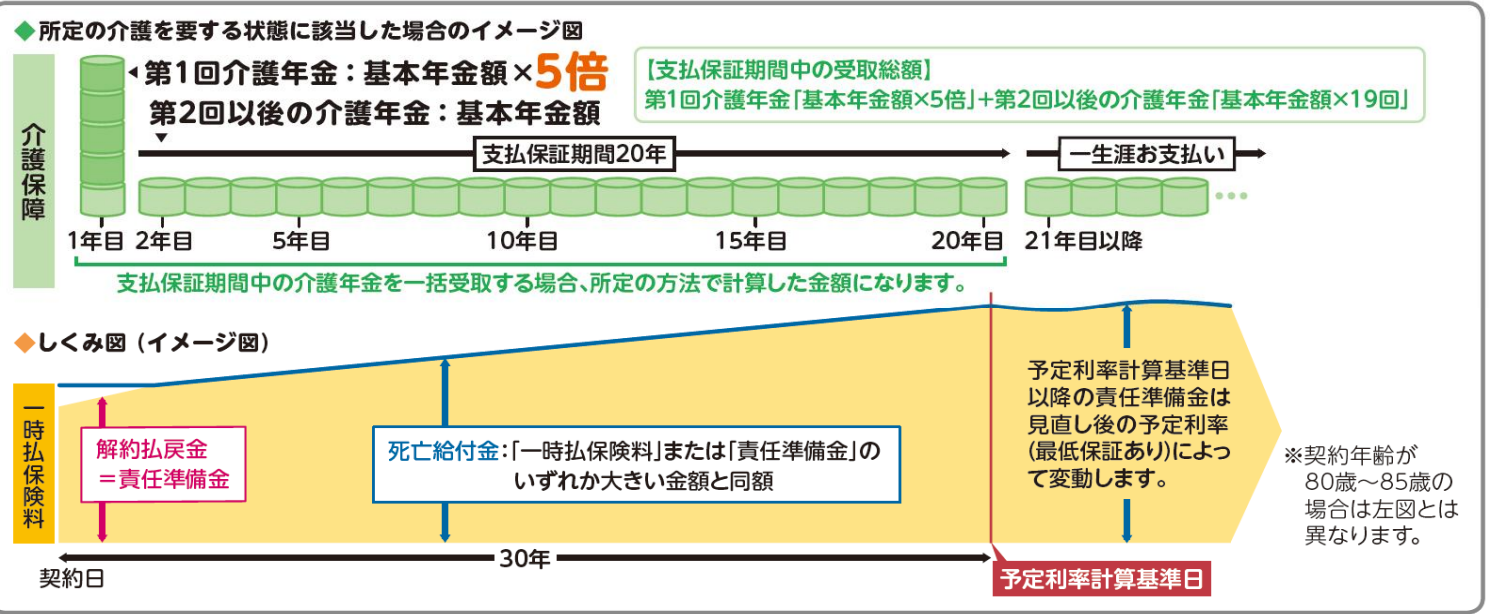 ◆所定の介護を要する状態に該当した場合のイメージ図
介護保障
第1回介護年金：基本年金額×5倍
第2回以後の介護年金：基本年金額
【支払保証期間中の受取総額】
第1回介護年金「基本年金額×5倍」+第2回以後の介護年金「基本年金額×19回」
支払保証期間20年
一生涯お支払い
1年目 2年目 5年目 10年目 15年目 20年目 21年目以降
支払保証期間中の介護年金を一括受取する場合、所定の方法で計算した金額になります。
◆しくみ図（イメージ図）
一時払保険料
解約払戻金
＝責任準備金
死亡給付金：「一時払保険料」または「責任準備金」の
いずれか大きい金額と同額
予定利率計算基準日
以降の責任準備金は
見直し後の予定利率
（最低保証あり）によっ
て変動します。
※契約年齢が
80歳～85歳の
場合は左図とは
異なります。
30年
契約日
予定利率計算基準日